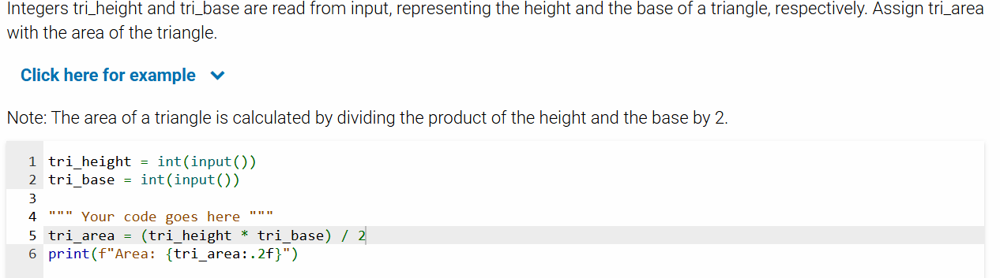 Integers tri_height and tri_base are read from input, representing the height and the base of a triangle, respectively. Assign tri_area
with the area of the triangle.
Click here for example
Note: The area of a triangle is calculated by dividing the product of the height and the base by 2.
1 tri_height = int(input())
2 tri_base = int(input())
3
4 """ Your code goes here """
5 tri_area = (tri_height * tri_base) / 2
6 print(f"Area: {tri_area:.2f}")